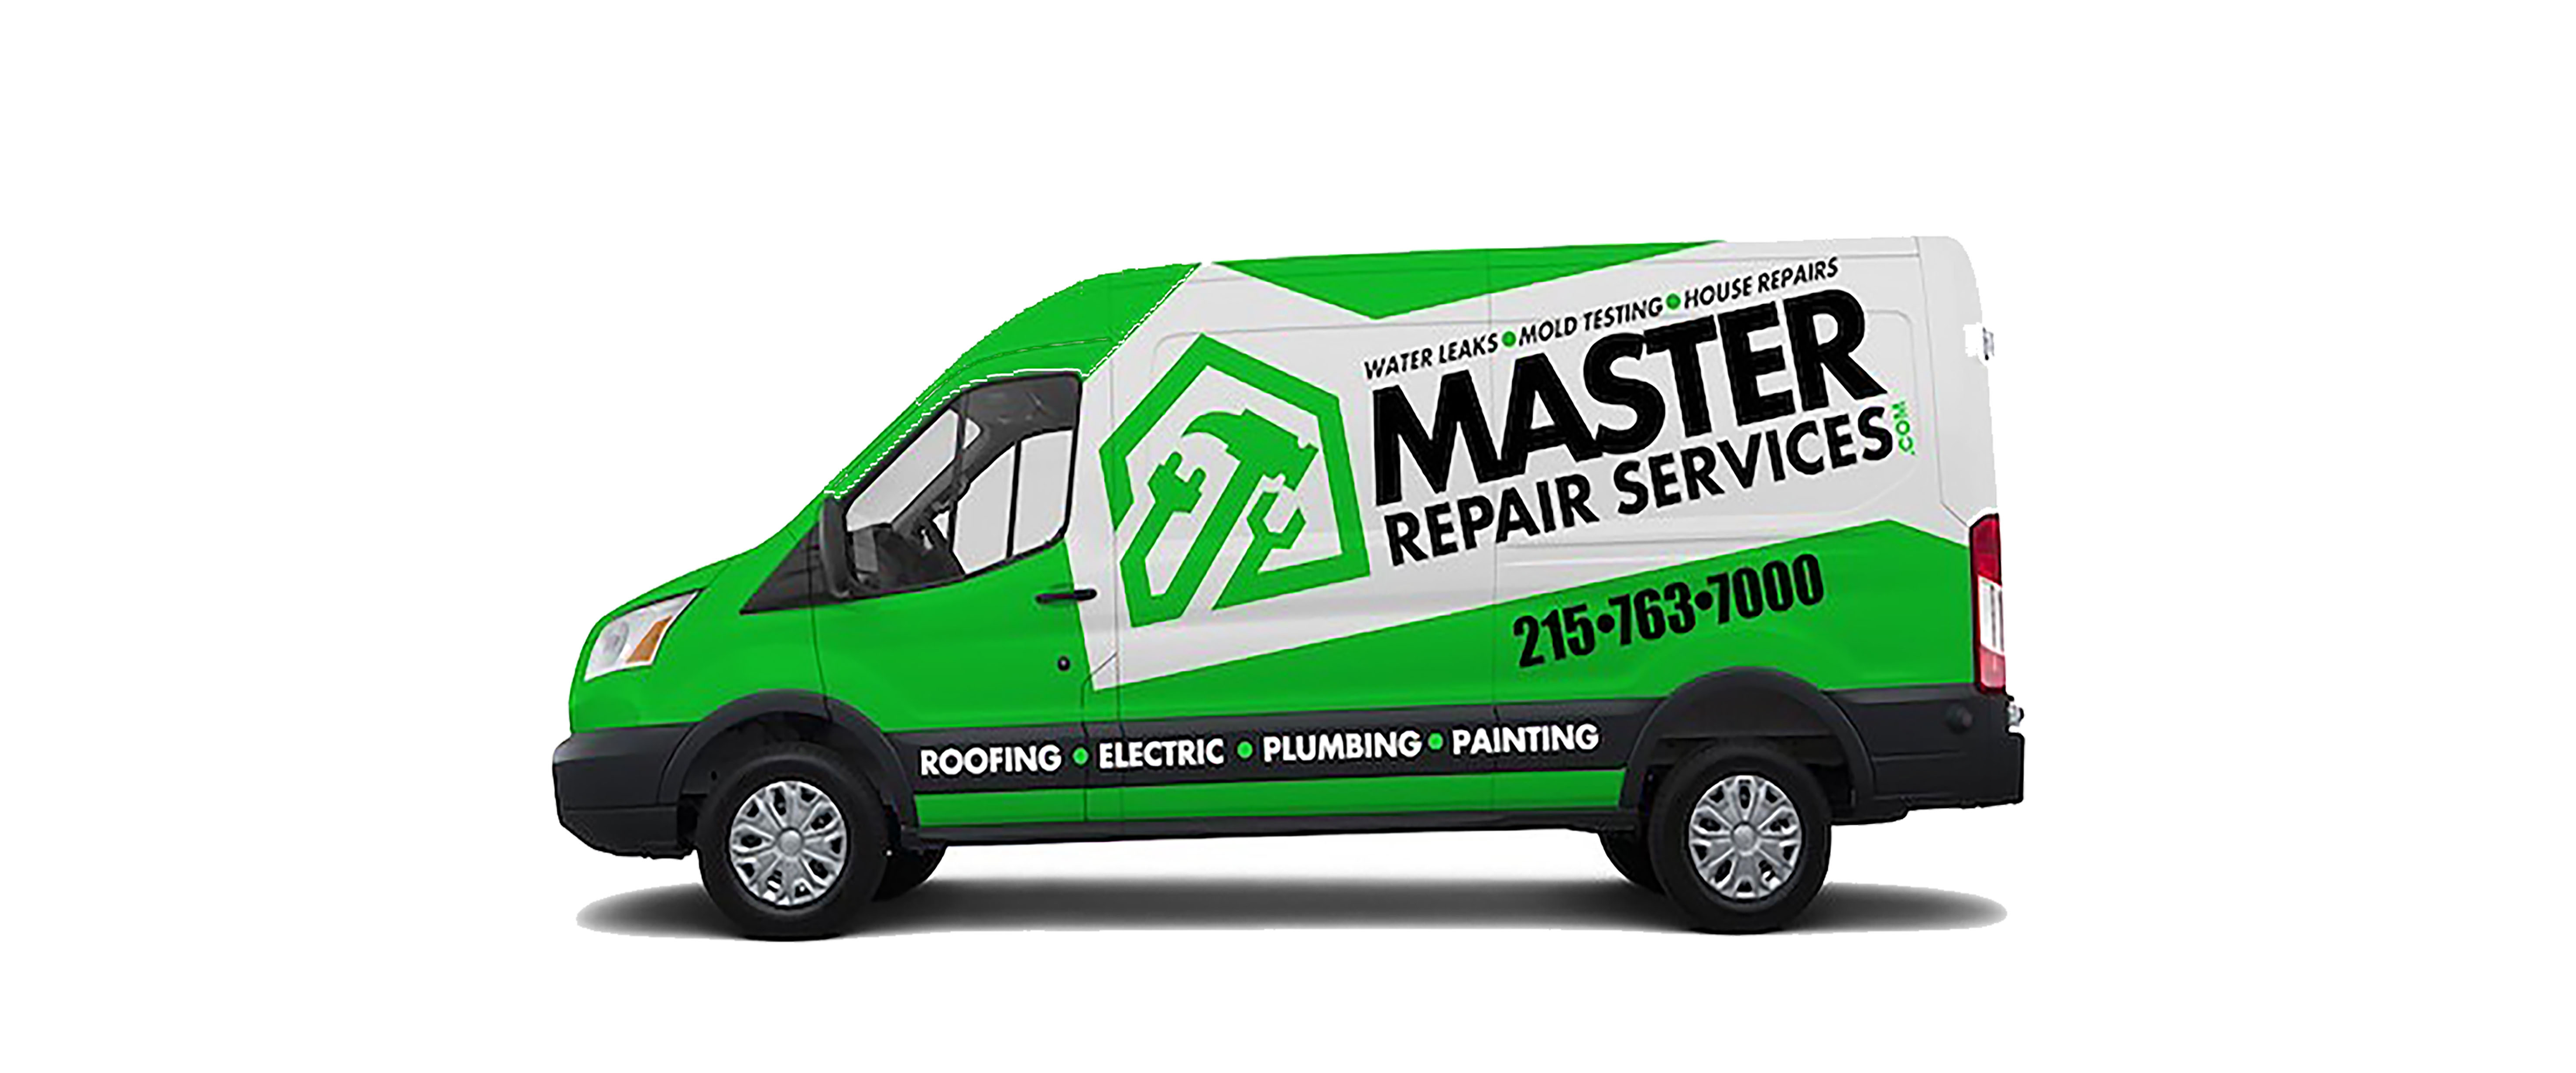 WATER LEAKS • MOLD TESTING • HOUSE REPAIRS
MASTER
REPAIR SERVICES
.COM
215•763•7000
ROOFING • ELECTRIC • PLUMBING • PAINTING